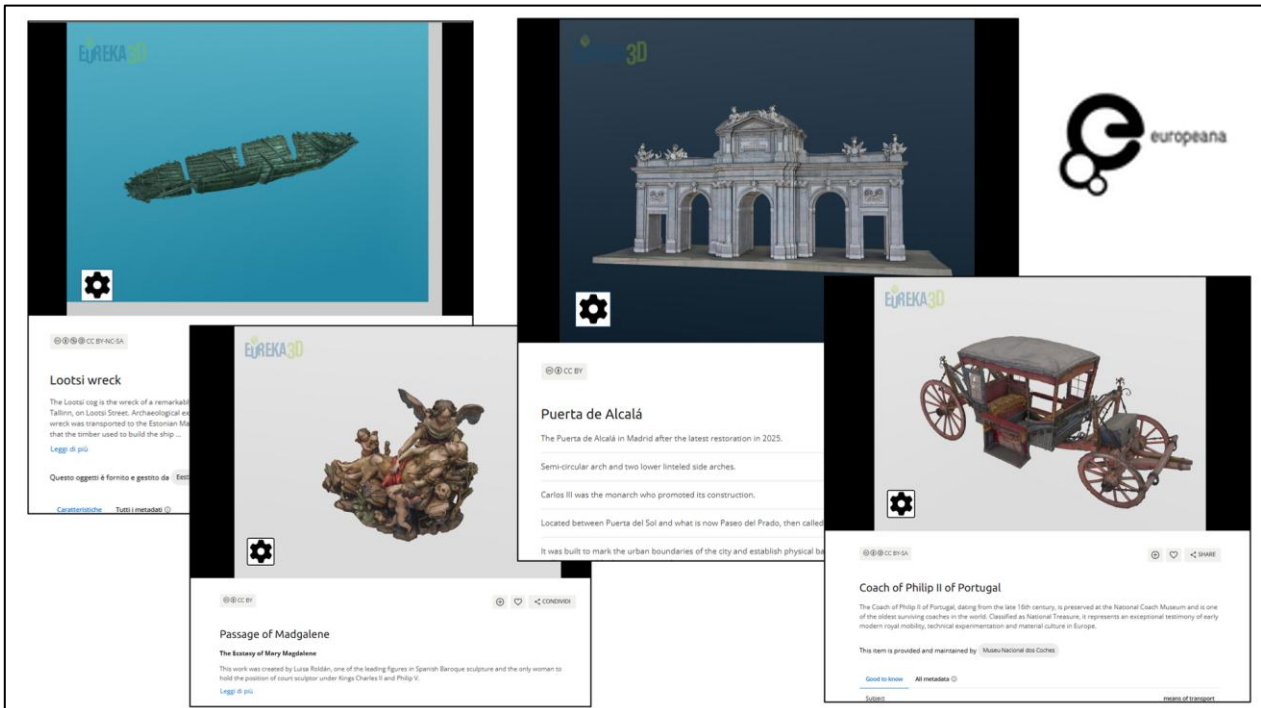 EUREKA3D
CC BY-NC-SA
Lootsi wreck
The Lootsi cog is the wreck of a remarkabl
Tallinn, on Lootsi Street. Archaeological ex
wreck was transported to the Estonian Ma
that the timber used to build the ship ...
Leggi di più
Questo oggetti è fornito e gestito da Eest
Caratteristiche Tutti i metadati
EUREKA3D
CC BY
CONDIVIDI
Passage of Madgalene
The Ecstasy of Mary Magdalene
This work was created by Luisa Roldán, one of the leading figures in Spanish Baroque sculpture and the only woman to
hold the position of court sculptor under Kings Charles II and Philip V.
Leggi di più
3D
CC BY
Puerta de Alcalá
The Puerta de Alcalá in Madrid after the latest restoration in 2025.
Semi-circular arch and two lower linteled side arches.
Carlos III was the monarch who promoted its construction.
Located between Puerta del Sol and what is now Paseo del Prado, then called
It was built to mark the urban boundaries of the city and establish physical ba
europeana
EUREKA3D
CC BY-SA
SHARE
Coach of Philip II of Portugal
The Coach of Philip II of Portugal, dating from the late 16th century, is preserved at the National Coach Museum and is one
of the oldest surviving coaches in the world. Classified as National Treasure, it represents an exceptional testimony of early
modern royal mobility, technical experimentation and material culture in Europe.
This item is provided and maintained by Museu Nacional dos Coches
Good to know All metadata
Subject means of transport